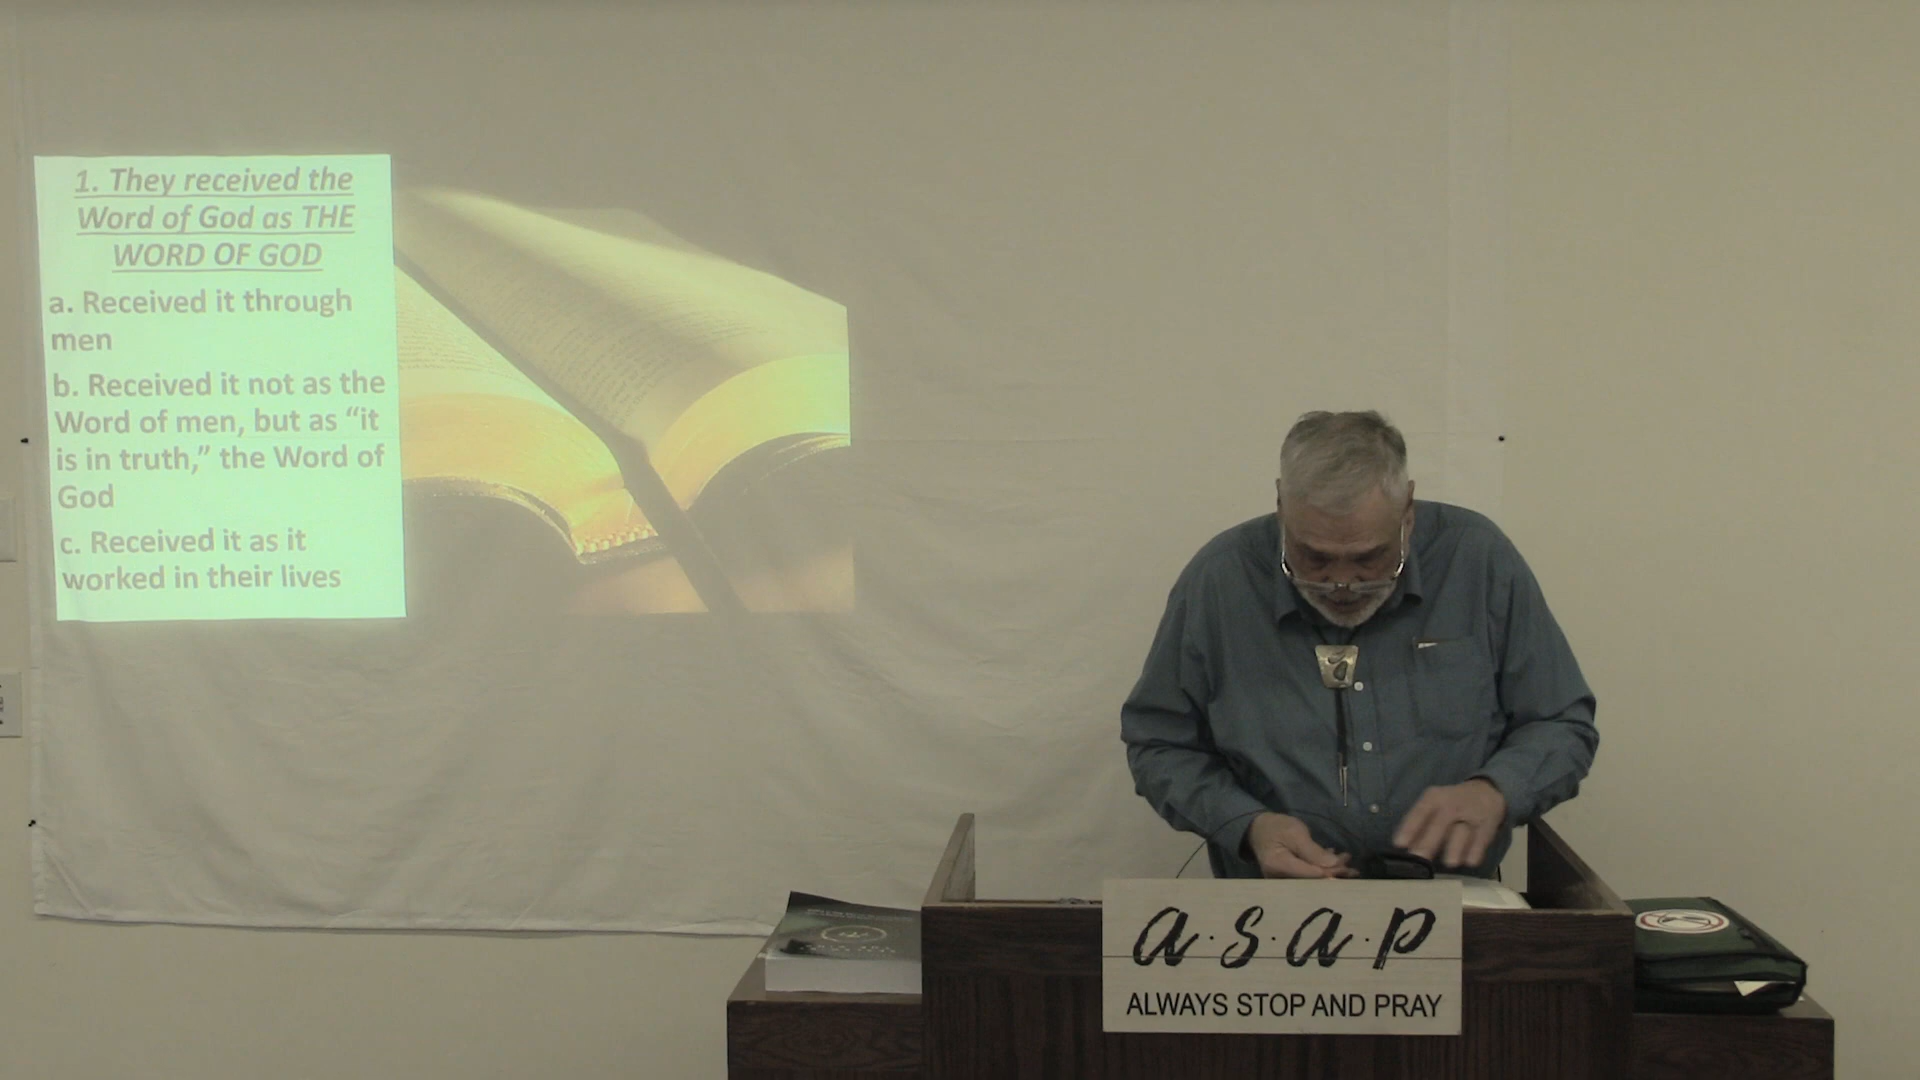 1. They received the
Word of God as THE
WORD OF GOD
a. Received it through
men
b. Received it not as the
Word of men, but as “it
is in truth,” the Word of
God
c. Received it as it
worked in their lives
a.s.a.p
ALWAYS STOP AND PRAY